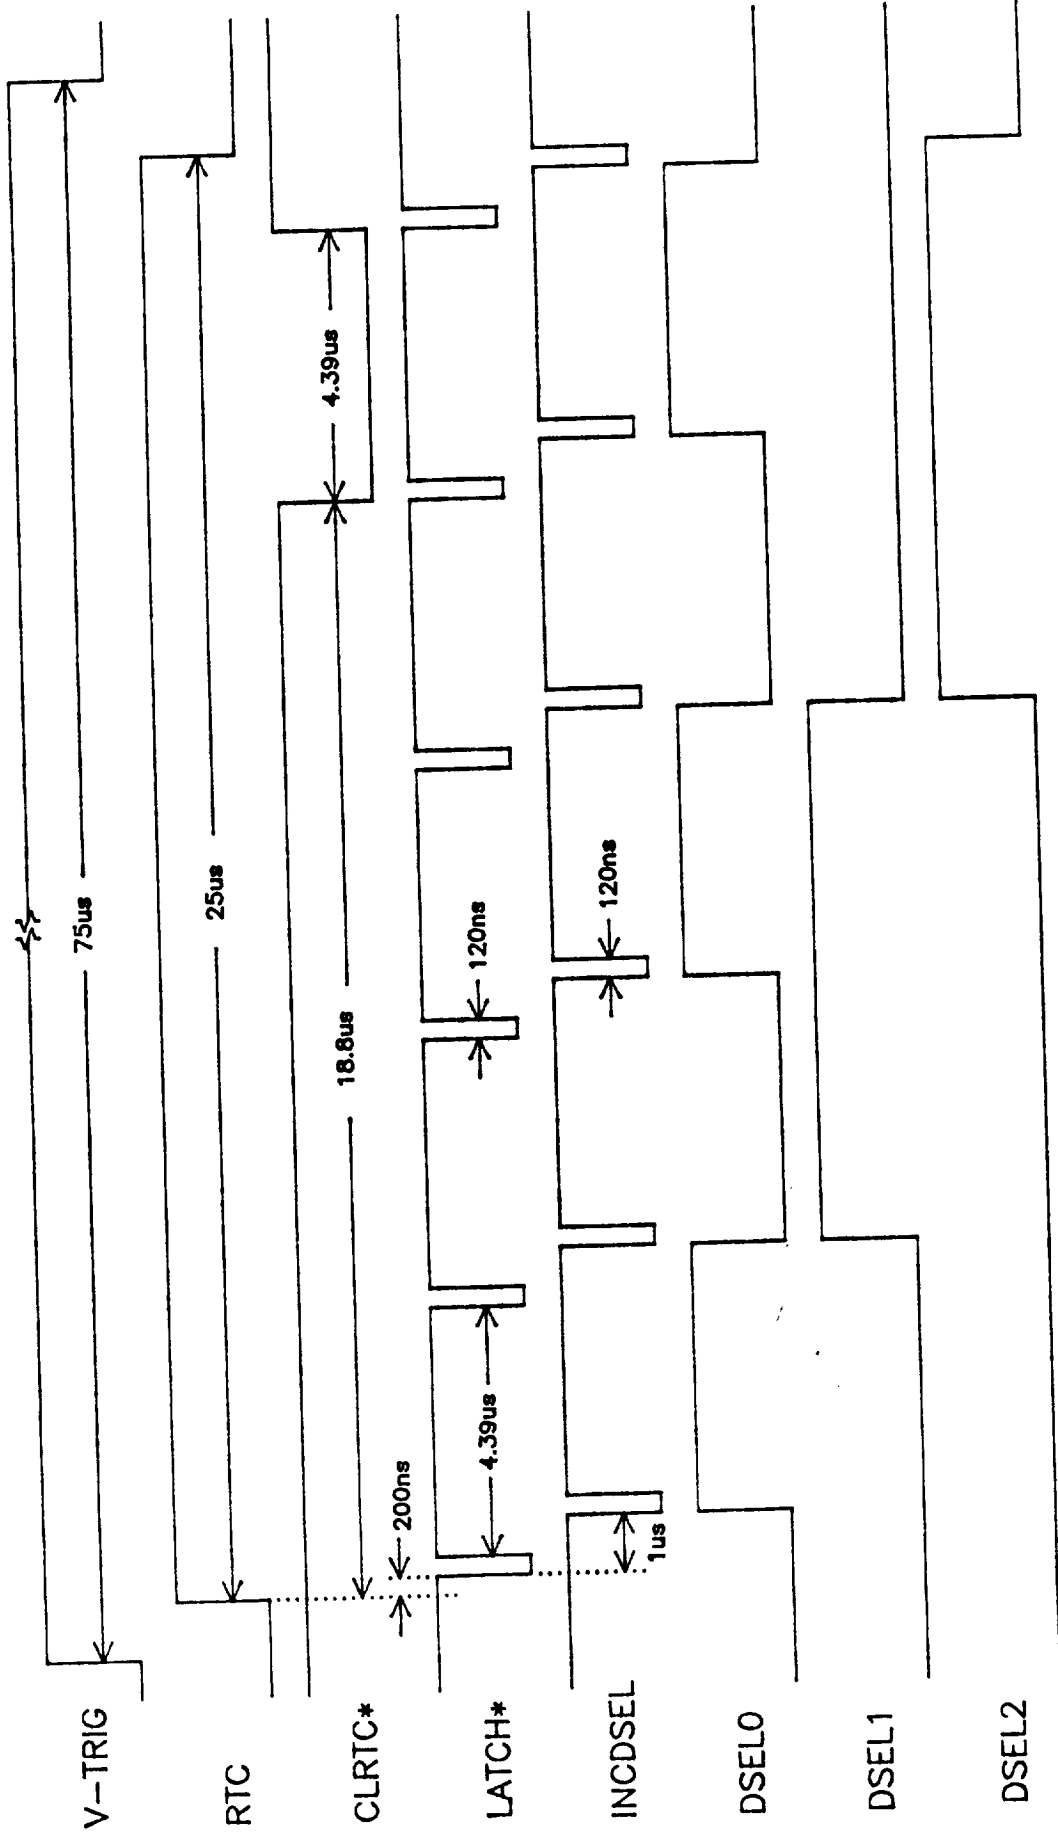 V-TRIG
75us
RTC
25us
CLRTC*
18.8us
4.39us
200ns
LATCH*
4.39us
120ns
INCDSEL
1us
120ns
DSEL0
DSEL1
DSEL2